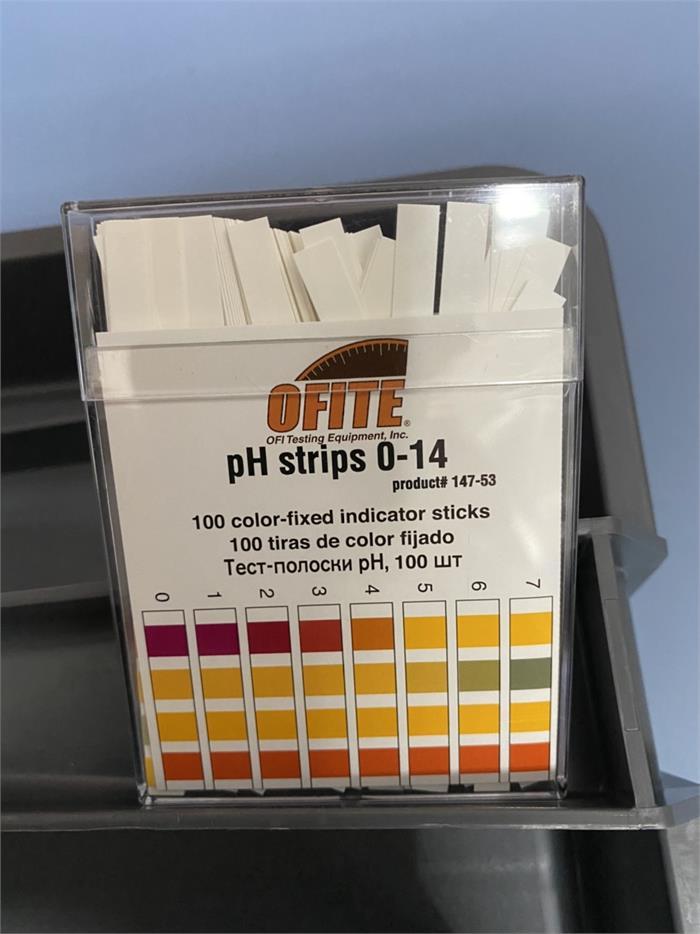 OFITE®
OFI Testing Equipment, Inc.
pH strips 0-14
product# 147-53
100 color-fixed indicator sticks
100 tiras de color fijado
Тест-полоски pH, 100 шт
0 1 2 3 4 5 6 7